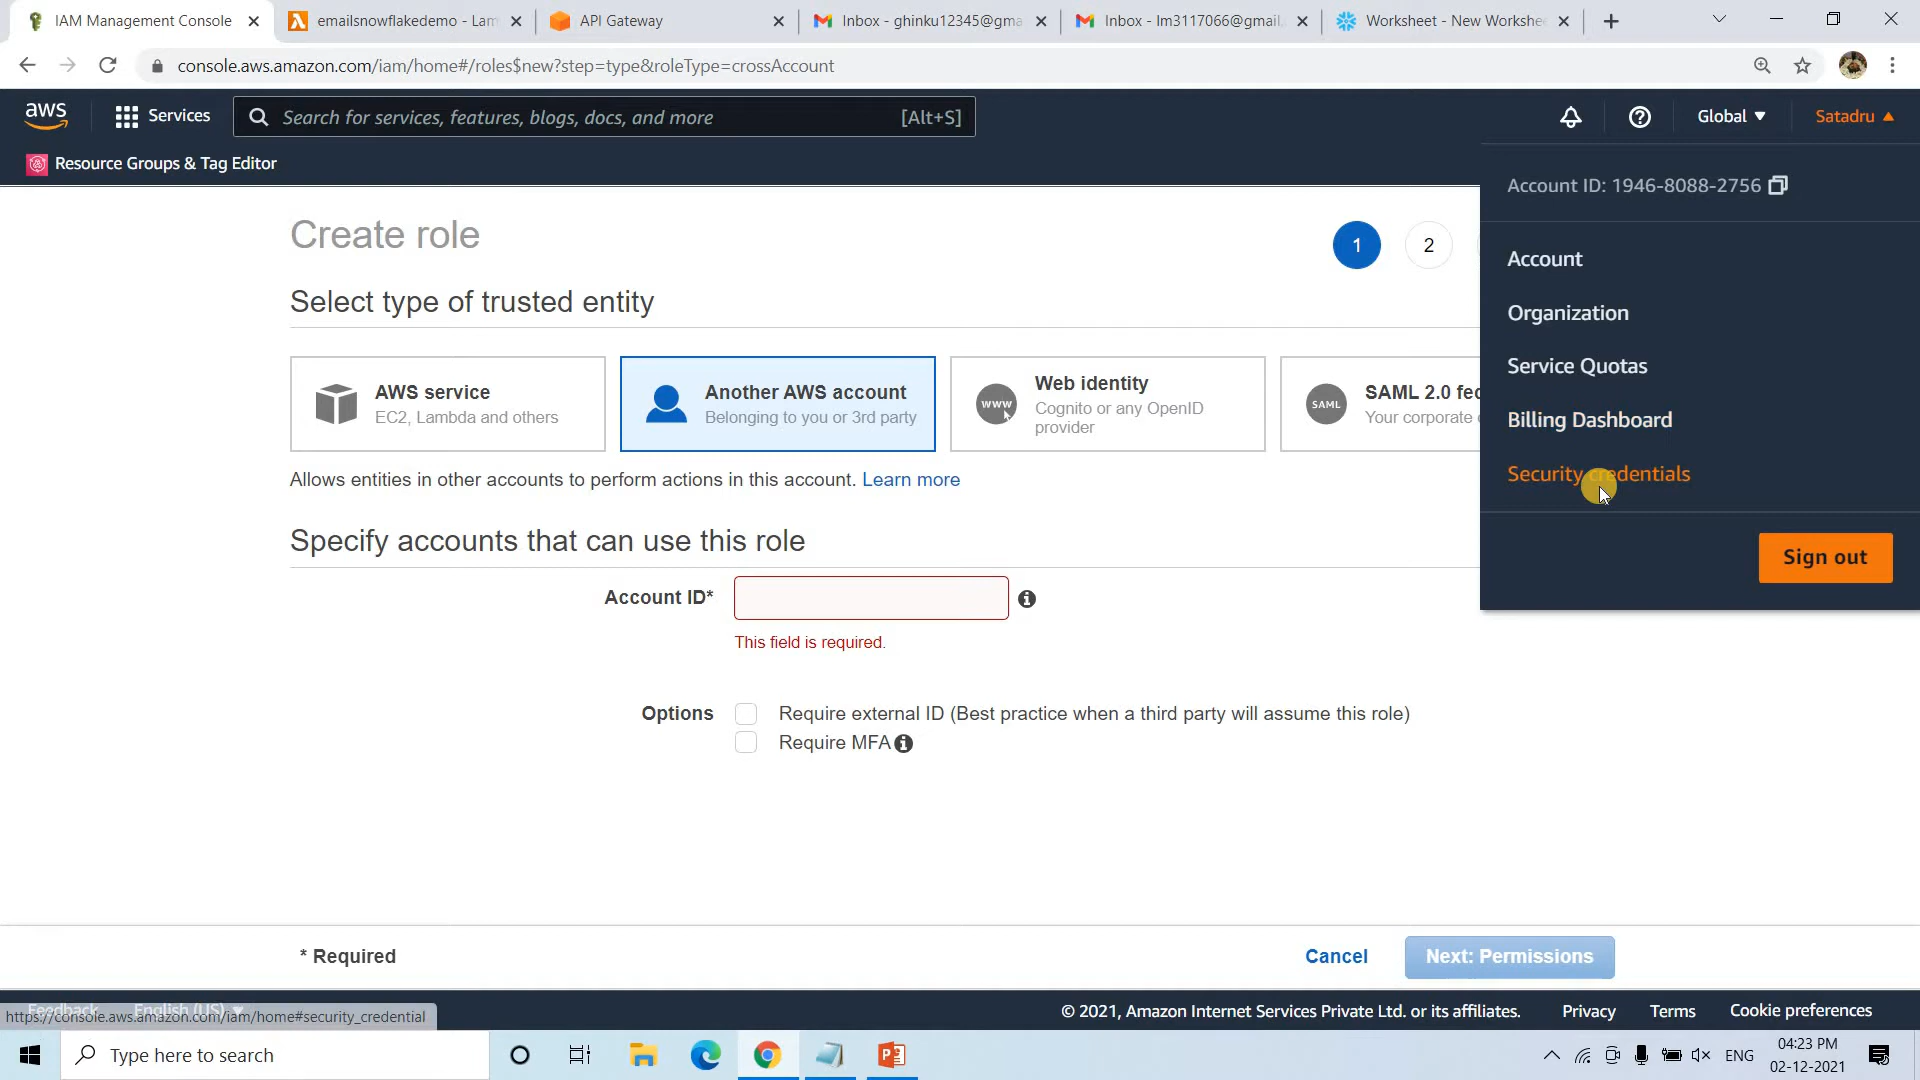 IAM Management Console
emailsnowflakedemo - Lam
API Gateway
Inbox - ghinku12345@gma
Inbox - lm3117066@gmail.
Worksheet - New Workshe
console.aws.amazon.com/iam/home#/roles$new?step=type&roleType=crossAccount
aws
Services
Search for services, features, blogs, docs, and more
[Alt+S]
Global
Satadru
Resource Groups & Tag Editor
Account ID: 1946-8088-2756
Account
Organization
Service Quotas
Billing Dashboard
Security credentials
Sign out
Create role
1
2
Select type of trusted entity
AWS service
EC2, Lambda and others
Another AWS account
Belonging to you or 3rd party
WWW
Web identity
Cognito or any OpenID
provider
SAML
SAML 2.0 fed
Your corporate
Allows entities in other accounts to perform actions in this account. Learn more
Specify accounts that can use this role
Account ID*
This field is required.
Options
Require external ID (Best practice when a third party will assume this role)
Require MFA
* Required
Cancel
Next: Permissions
Feedback
English (US)
https://console.aws.amazon.com/iam/home#security_credential
© 2021, Amazon Internet Services Private Ltd. or its affiliates.
Privacy
Terms
Cookie preferences
Type here to search
ENG
04:23 PM
02-12-2021